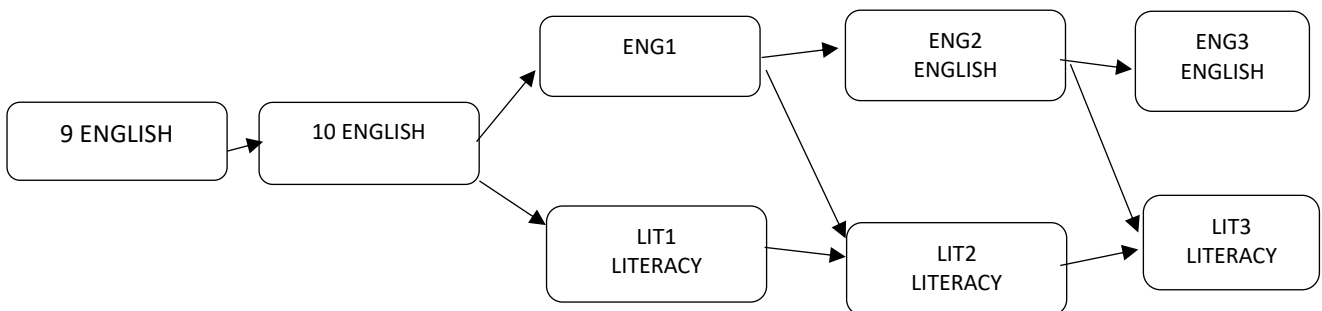 9 ENGLISH
10 ENGLISH
ENG1
ENG2
ENGLISH
ENG3
ENGLISH
LIT1
LITERACY
LIT2
LITERACY
LIT3
LITERACY